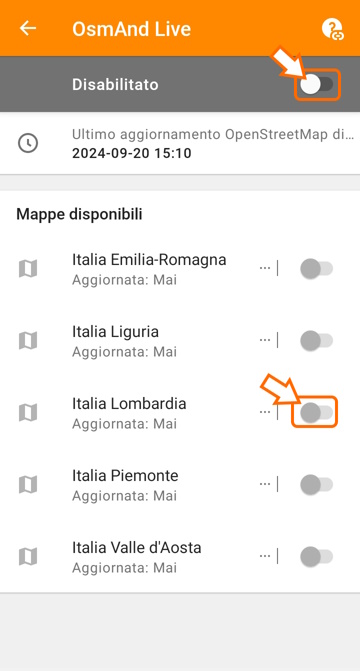 OsmAnd Live
Disabilitato
Ultimo aggiornamento OpenStreetMap di...
2024-09-20 15:10
Mappe disponibili
Italia Emilia-Romagna
Aggiornata: Mai
Italia Liguria
Aggiornata: Mai
Italia Lombardia
Aggiornata: Mai
Italia Piemonte
Aggiornata: Mai
Italia Valle d'Aosta
Aggiornata: Mai